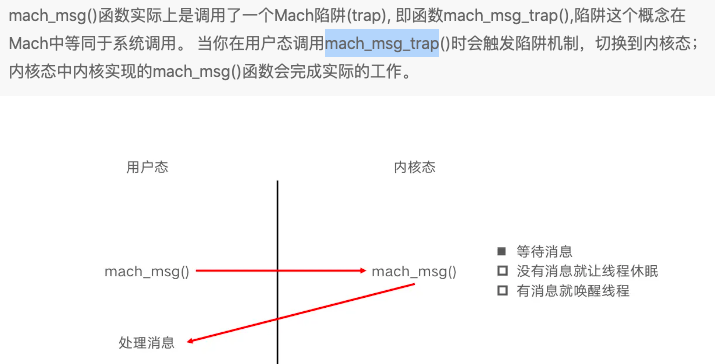 mach_msg()函数实际上是调用了一个Mach陷阱(trap), 即函数mach_msg_trap(),陷阱这个概念在
Mach中等同于系统调用。 当你在用户态调用mach_msg_trap()时会触发陷阱机制，切换到内核态；
内核态中内核实现的mach_msg()函数会完成实际的工作。
用户态
内核态
等待消息
mach_msg()
mach_msg()
没有消息就让线程休眠
有消息就唤醒线程
处理消息